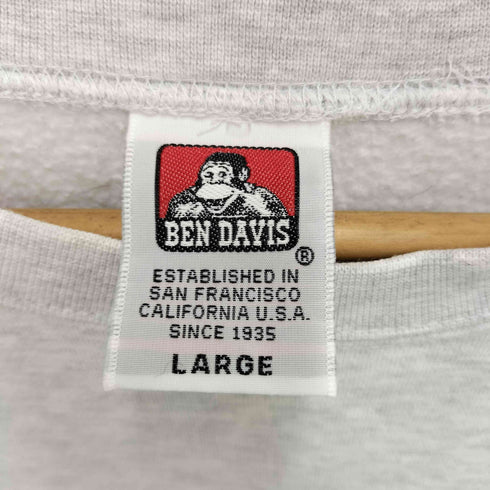 BEN DAVIS
®
ESTABLISHED IN
SAN FRANCISCO
CALIFORNIA U.S.A.
SINCE 1935
LARGE